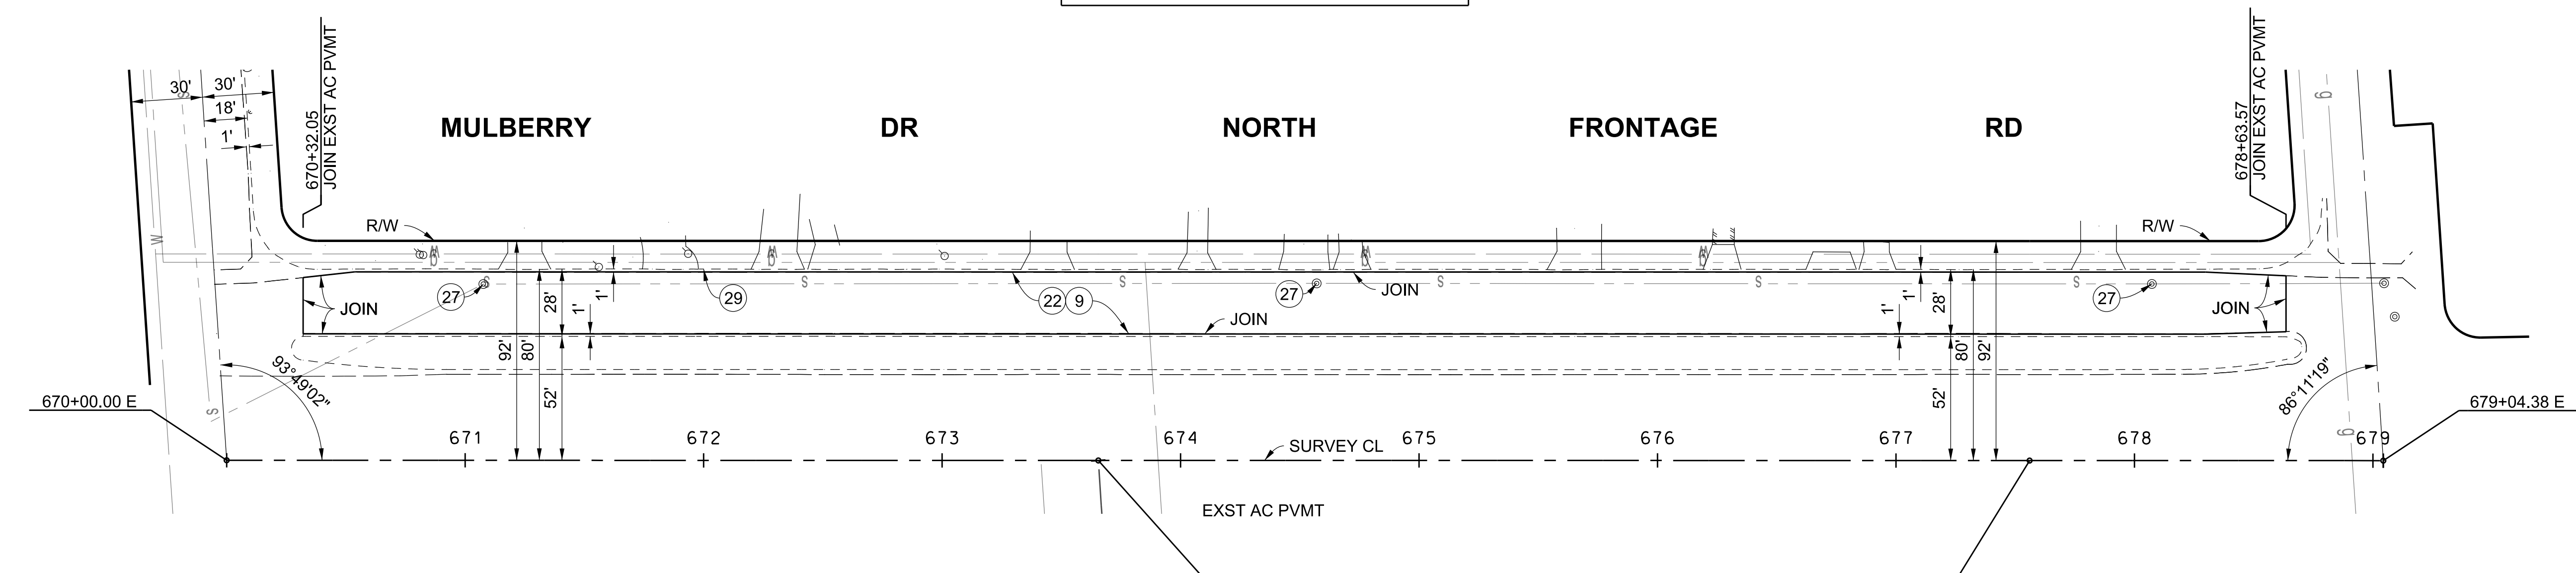 670+32.05
JOIN EXST AC PVMT
678+63.57
JOIN EXST AC PVMT
30'
30'
18'
1'
S
g
MULBERRY DR NORTH FRONTAGE RD
R/W
R/W
W
27
S
29
S
22
9
S
27
JOIN
S
S
S
27
JOIN
JOIN
JOIN
1'
28'
1'
1'
28'
1'
92'
80'
52'
80'
92'
52'
93°49'02"
86°11'19"
S
g
670+00.00 E
679+04.38 E
671
672
673
674
675
676
677
678
679
SURVEY CL
EXST AC PVMT